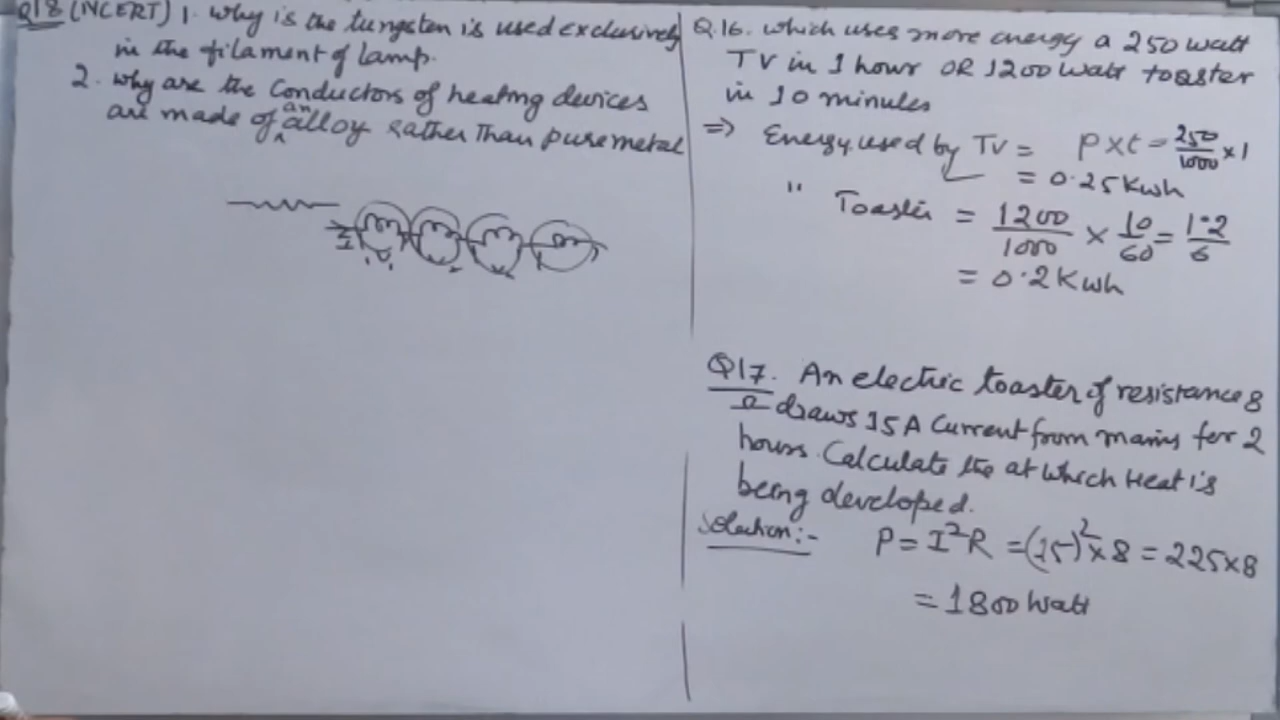 Q18 (NCERT) 1. Why is the tungsten is used exclusively
in the filament of lamp.
2. why are the conductors of heating devices
are made of an alloy rather than pure metal
Q.16. which uses more energy a 250 watt
TV in 1 hour OR 1200 watt toaster
in 10 minutes
=> Energy used by TV = P x t = 250/1000 x 1
= 0.25 Kwh
" Toaster = 1200/1000 x 10/60 = 1.2/6
= 0.2 Kwh
Q17. An electric toaster of resistance 8
Ω draws 15 A Current from mains for 2
hours. Calculate the at which Heat is
being developed.
Solution:- P = I²R = (15)² x 8 = 225 x 8
= 1800 Watt